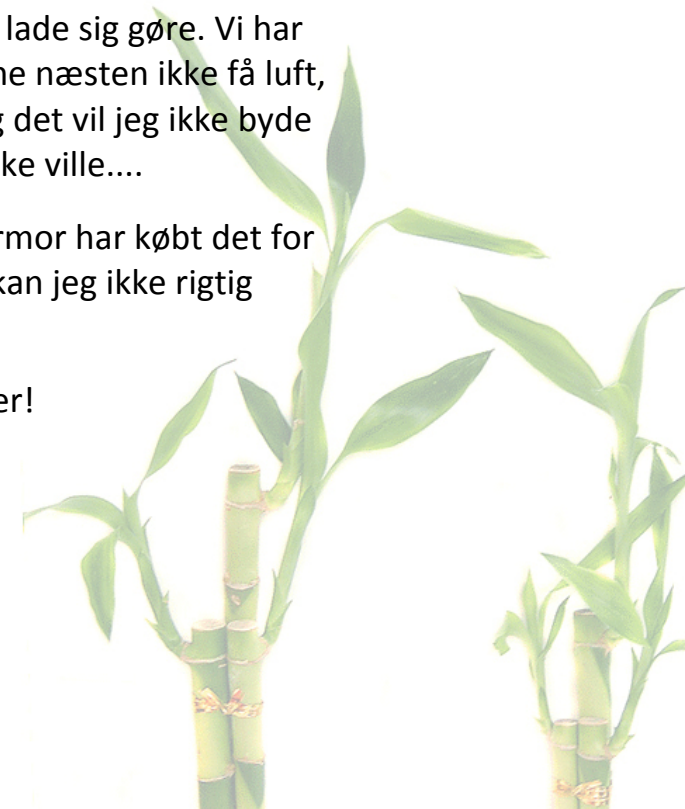 lade sig gøre. Vi har
ne næsten ikke få luft,
g det vil jeg ikke byde
ke ville....
rmor har købt det for
kan jeg ikke rigtig
er!